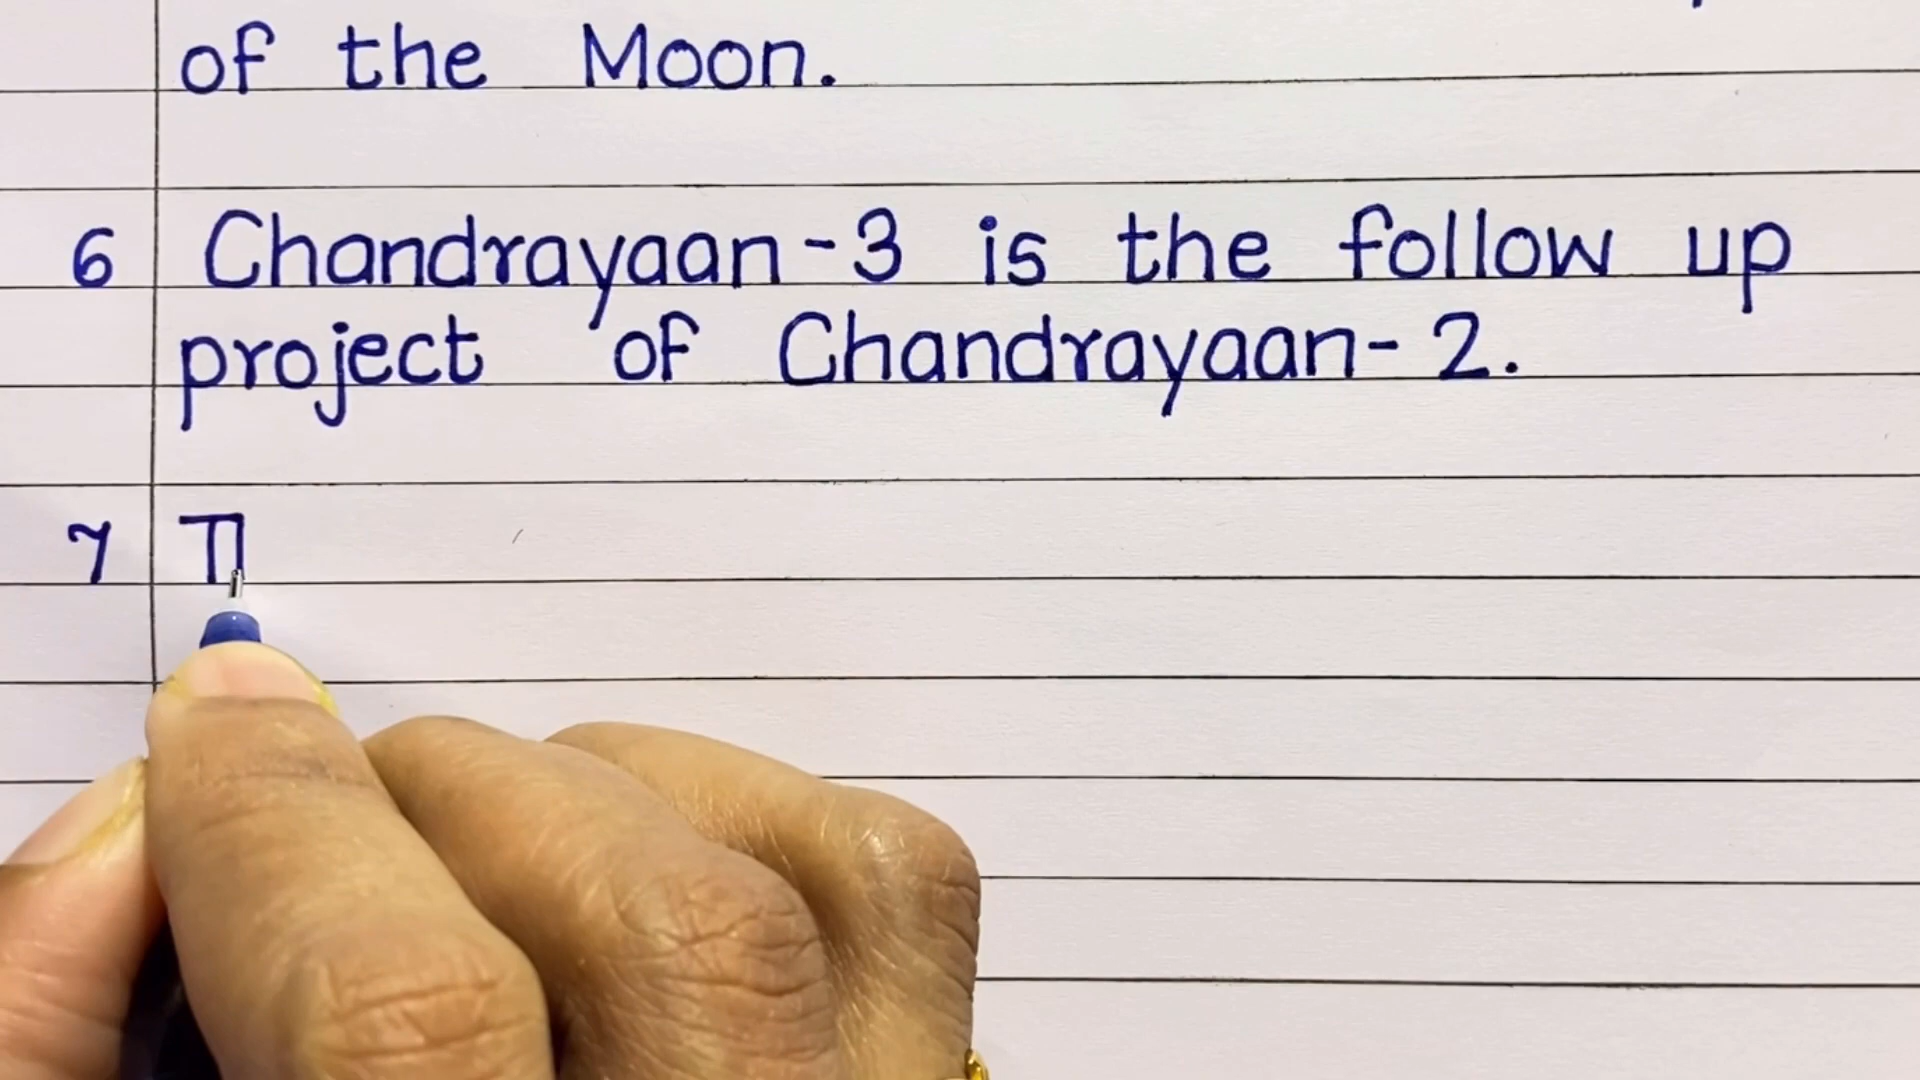 of the Moon.
6 Chandrayaan-3 is the follow up
project of Chandrayaan-2.
7 T